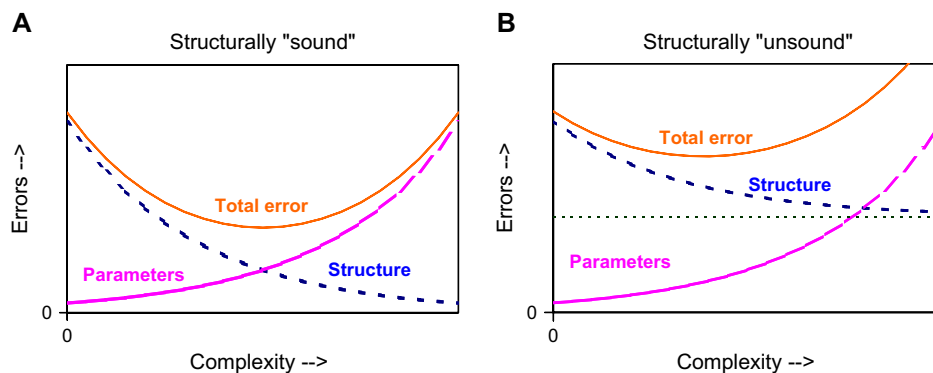 A
Structurally "sound"
Errors -->
Total error
Parameters
Structure
0
0
Complexity -->
B
Structurally "unsound"
Errors -->
Total error
Structure
Parameters
0
0
Complexity -->